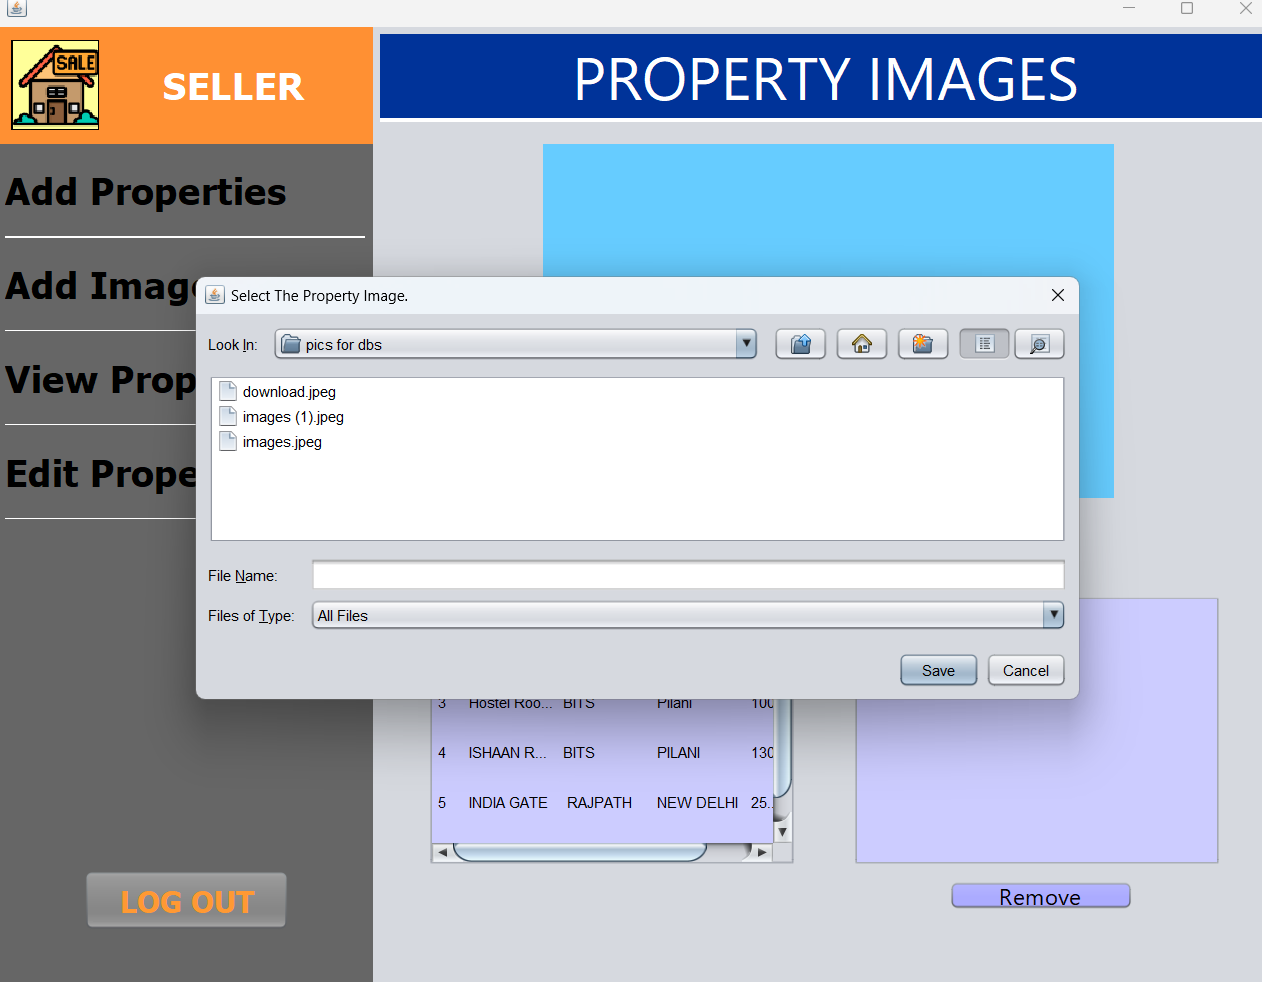 SALE
SELLER
PROPERTY IMAGES
Add Properties
Add Imag
View Prop
Edit Prope
LOG OUT
Select The Property Image.
Look In:
pics for dbs
download.jpeg
images (1).jpeg
images.jpeg
File Name:
Files of Type:
All Files
Save
Cancel
3 Hostel Roo... BITS Pilani 100
4 ISHAAN R... BITS PILANI 130
5 INDIA GATE RAJPATH NEW DELHI 25..
Remove